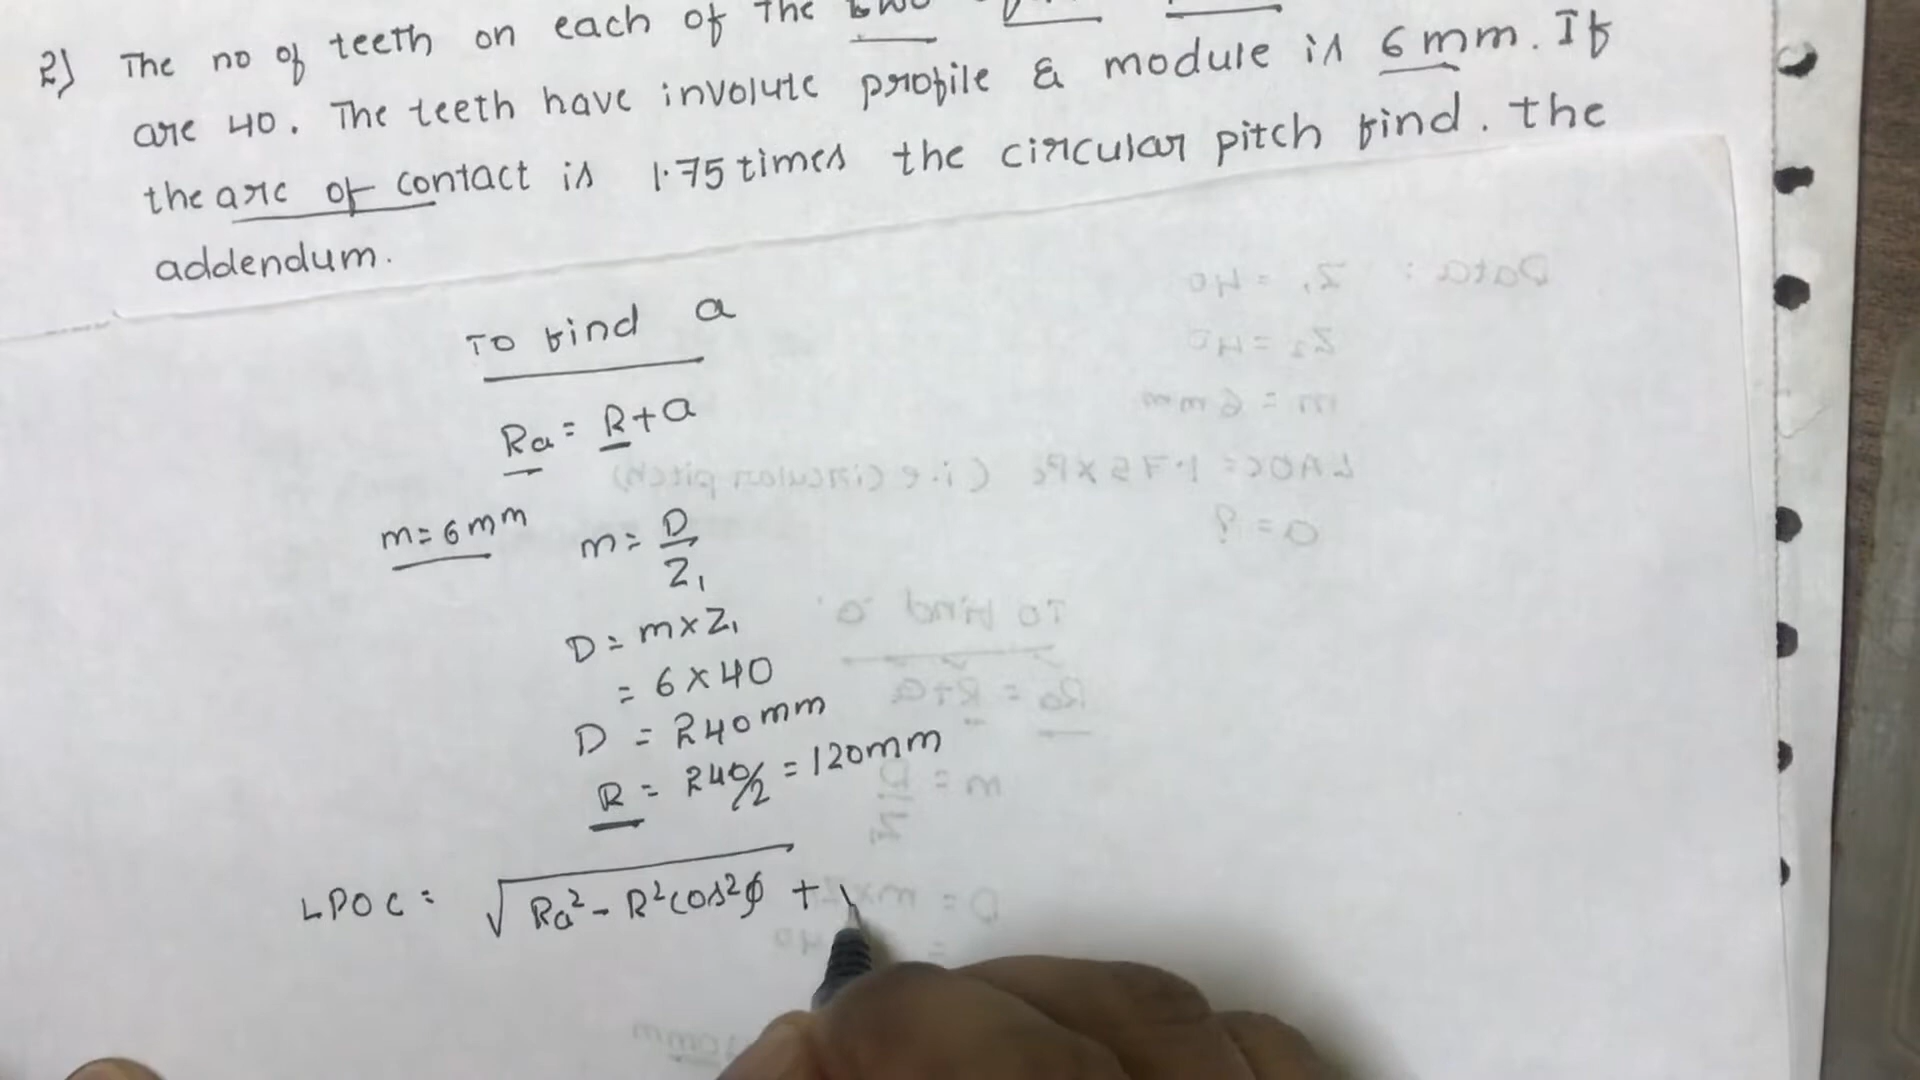 2) The no of teeth on each of The two
are 40. The teeth have involute profile & module is 6mm. If
the arc of contact is 1.75 times the circular pitch find. the
addendum.
To find a
Ra = R+a
m=6mm m= D/Z1
D = m×Z1
= 6×40
D = 240mm
R = 240/2 = 120mm
LPOC = √Ra²-R²cos²φ +